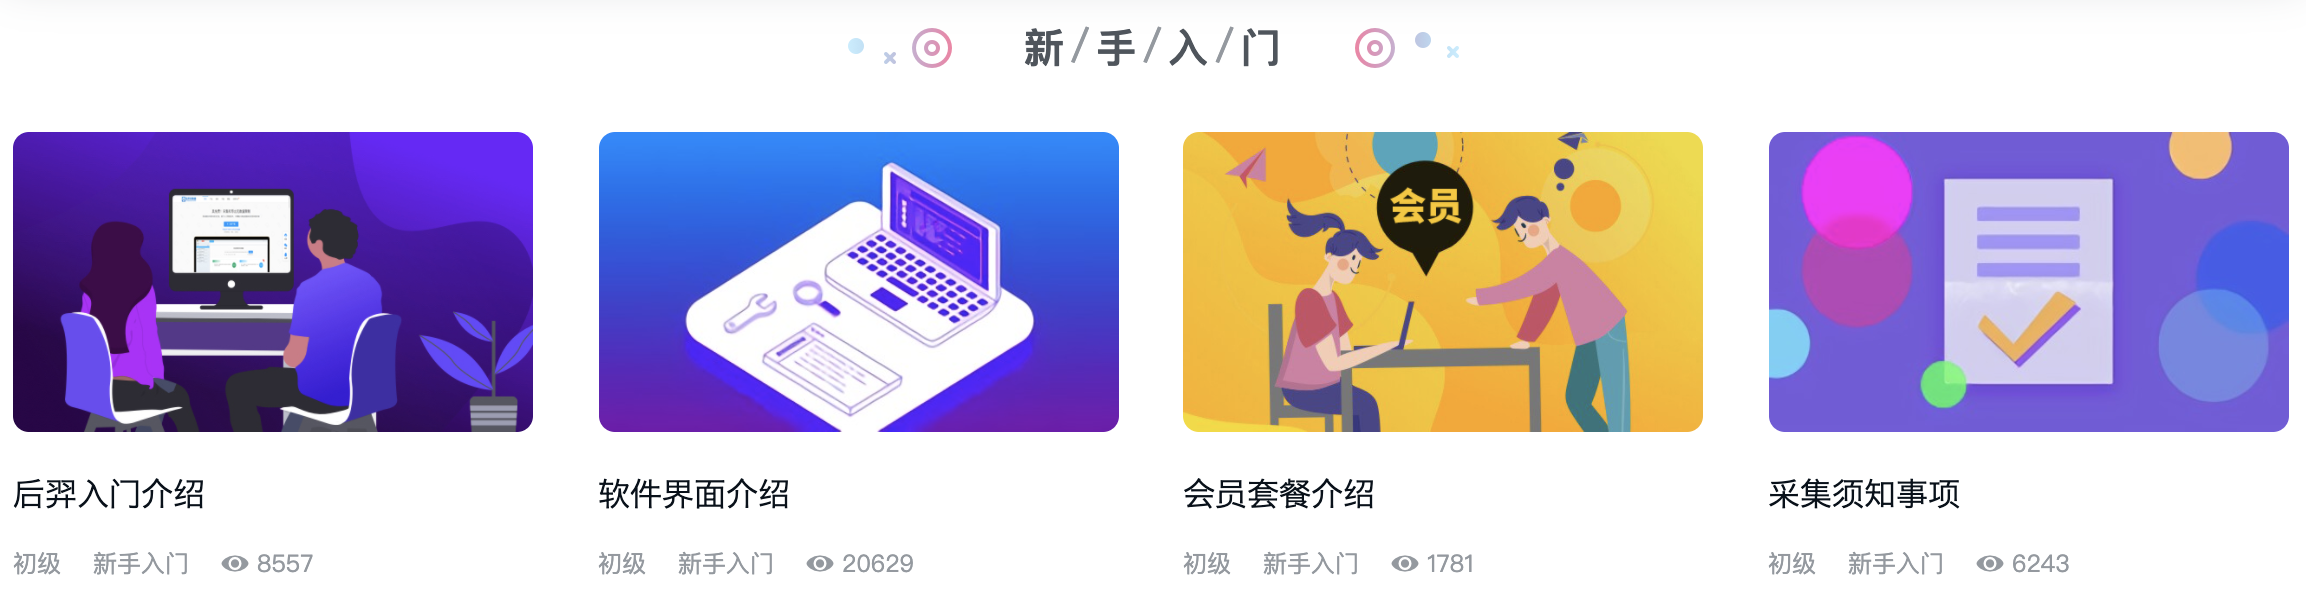 新/手/入/门
会员
后羿入门介绍
初级 新手入门 8557
软件界面介绍
初级 新手入门 20629
会员套餐介绍
初级 新手入门 1781
采集须知事项
初级 新手入门 6243